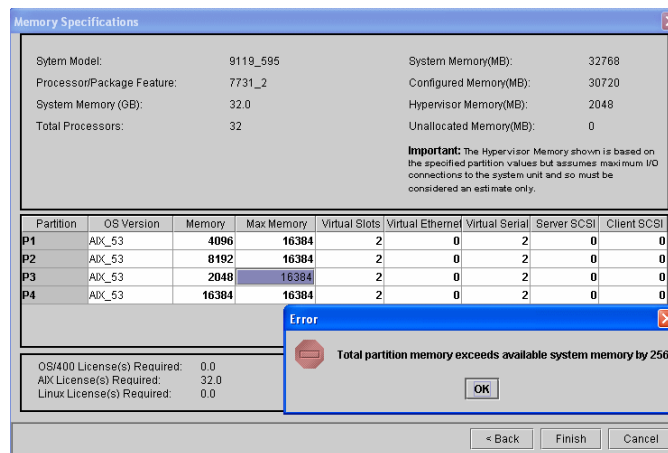 Memory Specifications
Sytem Model: 9119_595 System Memory(MB): 32768
Processor/Package Feature: 7731_2 Configured Memory(MB): 30720
System Memory (GB): 32.0 Hypervisor Memory(MB): 2048
Total Processors: 32 Unallocated Memory(MB): 0
Important: The Hypervisor Memory shown is based on
the specified partition values but assumes maximum I/O
connections to the system unit and so must be
considered an estimate only.
Partition OS Version Memory Max Memory Virtual Slots Virtual Ethernet Virtual Serial Server SCSI Client SCSI
P1 AIX_53 4096 16384 2 0 2 0 0
P2 AIX_53 8192 16384 2 0 2 0 0
P3 AIX_53 2048 16384 2 0 2 0 0
P4 AIX_53 16384 16384 2 0 2 0 0
Error
Total partition memory exceeds available system memory by 256
OK
OS/400 License(s) Required: 0.0
AIX License(s) Required: 32.0
Linux License(s) Required: 0.0
< Back Finish Cancel